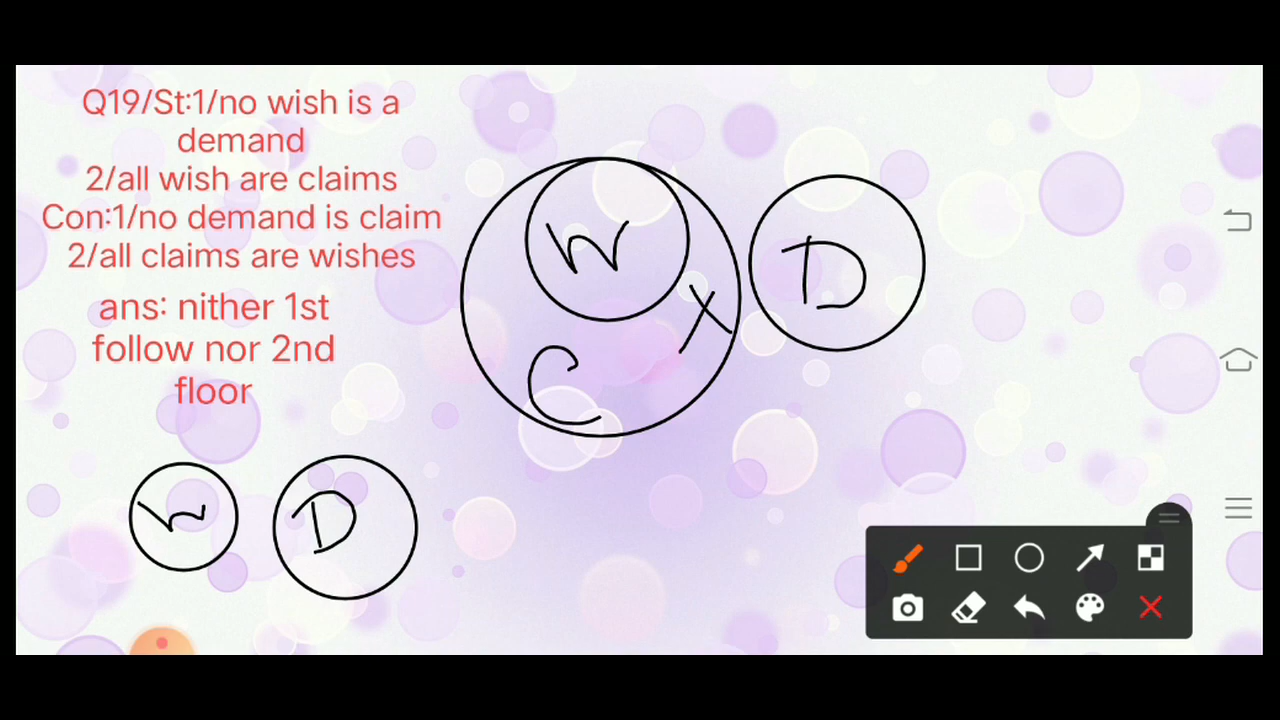 Q19/St:1/no wish is a
demand
2/all wish are claims
Con:1/no demand is claim
2/all claims are wishes
ans: nither 1st
follow nor 2nd
floor
W
D
X
C
W
D